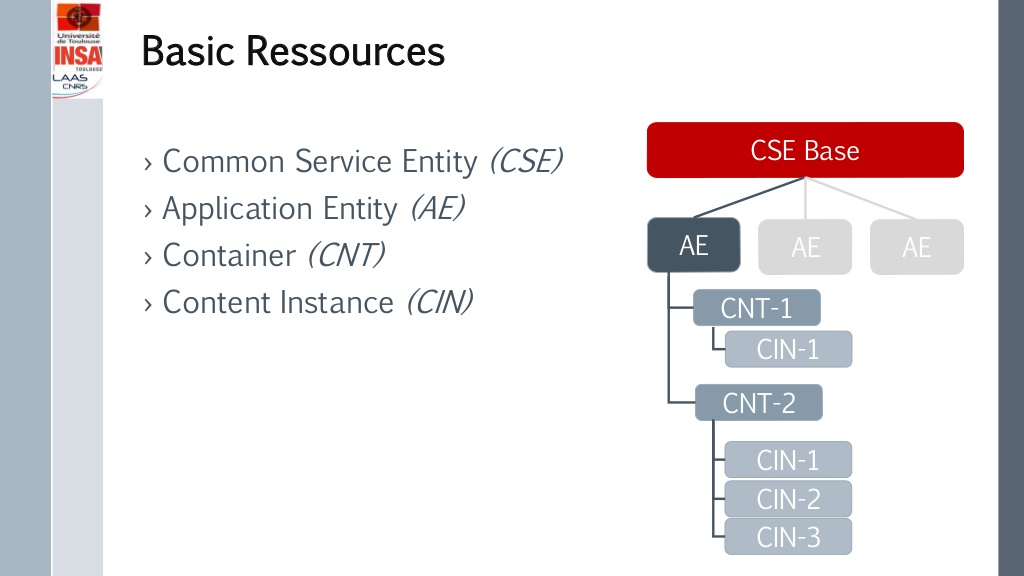 Université
de Toulouse
INSA
TOULOUSE
LAAS
CNRS
Basic Ressources
› Common Service Entity (CSE)
› Application Entity (AE)
› Container (CNT)
› Content Instance (CIN)
CSE Base
AE AE AE
CNT-1
CIN-1
CNT-2
CIN-1
CIN-2
CIN-3